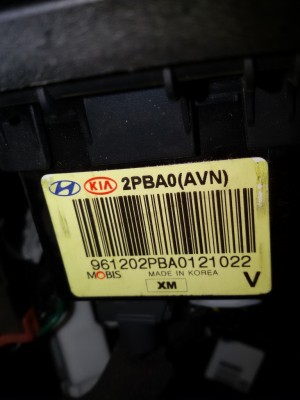 KIA 2PBA0(AVN)
961202PBA0121022
MOBIS MADE IN KOREA V
XM